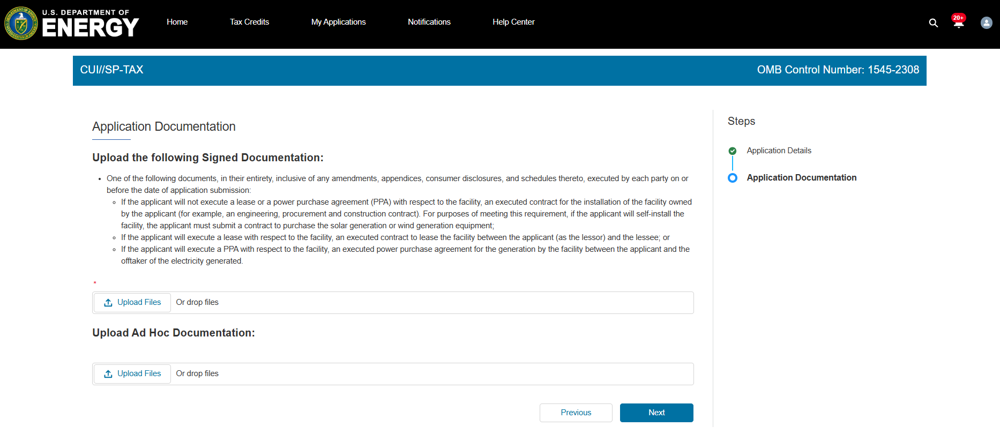 U.S. DEPARTMENT OF
ENERGY
Home
Tax Credits
My Applications
Notifications
Help Center
20+
CUI//SP-TAX
OMB Control Number: 1545-2308
Application Documentation
Upload the following Signed Documentation:
One of the following documents, in their entirety, inclusive of any amendments, appendices, consumer disclosures, and schedules thereto, executed by each party on or
before the date of application submission:
If the applicant will not execute a lease or a power purchase agreement (PPA) with respect to the facility, an executed contract for the installation of the facility owned
by the applicant (for example, an engineering, procurement and construction contract). For purposes of meeting this requirement, if the applicant will self-install the
facility, the applicant must submit a contract to purchase the solar generation or wind generation equipment;
If the applicant will execute a lease with respect to the facility, an executed contract to lease the facility between the applicant (as the lessor) and the lessee; or
If the applicant will execute a PPA with respect to the facility, an executed power purchase agreement for the generation by the facility between the applicant and the
offtaker of the electricity generated.
*
Upload Files
Or drop files
Upload Ad Hoc Documentation:
Upload Files
Or drop files
Previous
Next
Steps
Application Details
Application Documentation